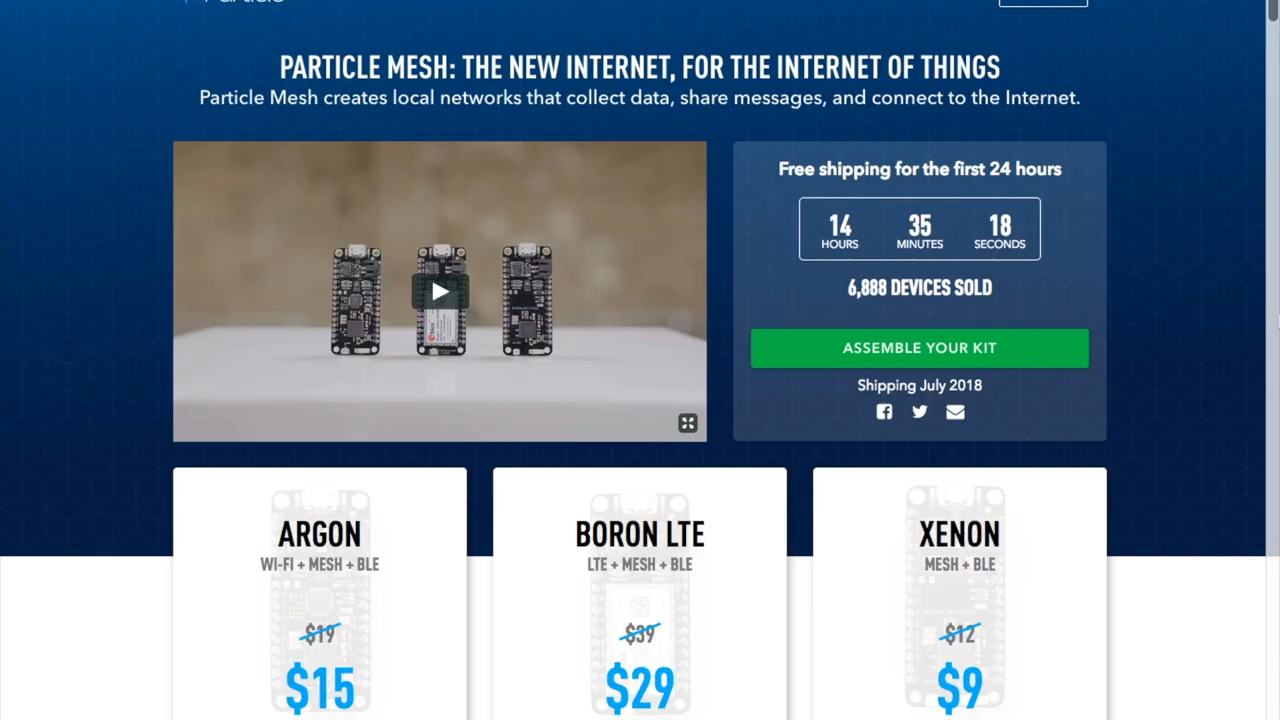 PARTICLE MESH: THE NEW INTERNET, FOR THE INTERNET OF THINGS
Particle Mesh creates local networks that collect data, share messages, and connect to the Internet.
Free shipping for the first 24 hours
14 35 18
HOURS MINUTES SECONDS
6,888 DEVICES SOLD
ASSEMBLE YOUR KIT
Shipping July 2018
ARGON
WI-FI + MESH + BLE
$19
$15
BORON LTE
LTE + MESH + BLE
$39
$29
XENON
MESH + BLE
$12
$9